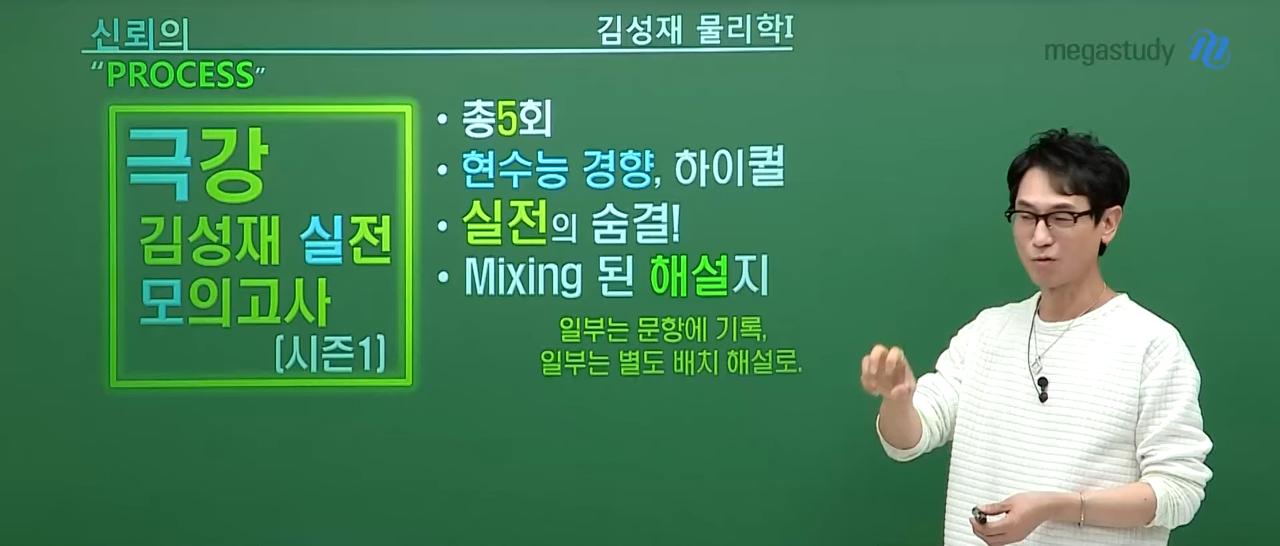 신뢰의
김성재 물리학I
megastudy
“PROCESS”
극강
김성재 실전
모의고사
(시즌1)
• 총5회
• 현수능 경향, 하이퀄
• 실전의 숨결!
• Mixing 된 해설지
일부는 문항에 기록,
일부는 별도 배치 해설로.